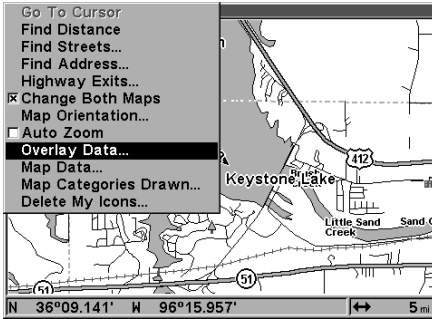 Go To Cursor
Find Distance
Find Streets...
Find Address...
Highway Exits...
Change Both Maps
Map Orientation...
Auto Zoom
Overlay Data...
Map Data...
Map Categories Drawn...
Delete My Icons...
412
Keystone Lake
Little Sand
Creek
Sand
51
51
N 36°09.141' W 96°15.957' ↔ 5 mi